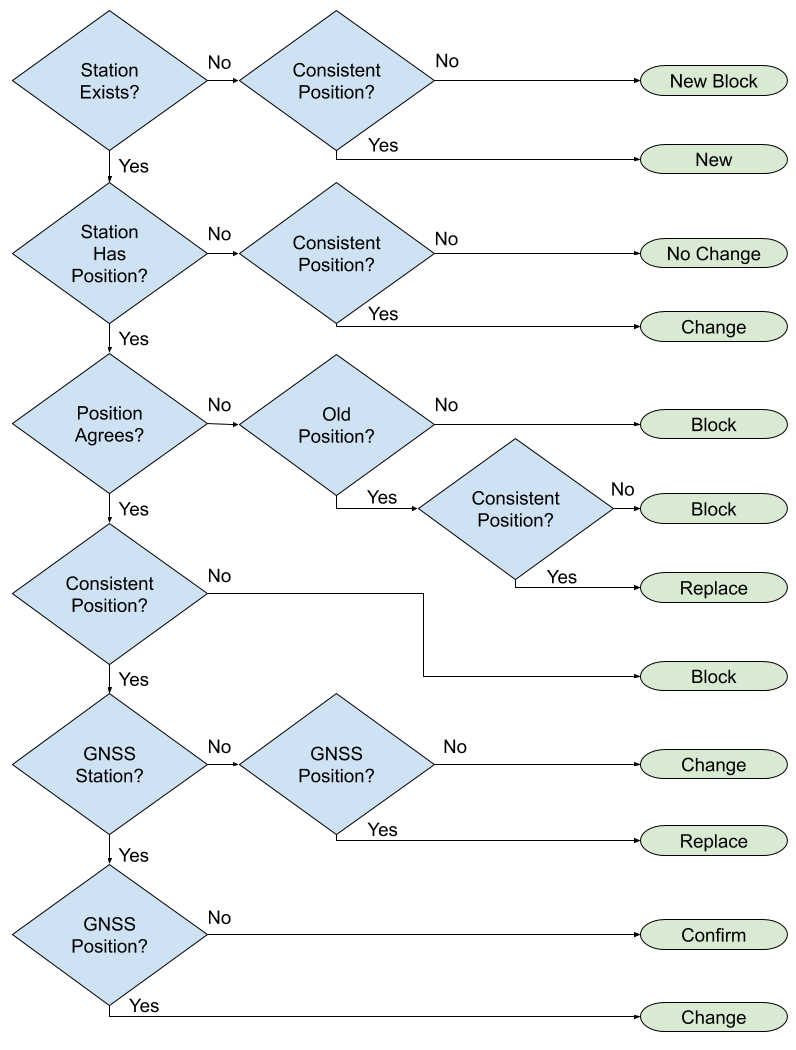 Station
Exists?
No
Consistent
Position?
No
New Block
Yes
New
Yes
Station
Has
Position?
No
Consistent
Position?
No
No Change
Yes
Change
Yes
Position
Agrees?
No
Old
Position?
No
Block
Yes
Consistent
Position?
No
Block
Yes
Replace
Yes
Consistent
Position?
No
Block
Yes
GNSS
Station?
No
GNSS
Position?
No
Change
Yes
Replace
Yes
GNSS
Position?
No
Confirm
Yes
Change